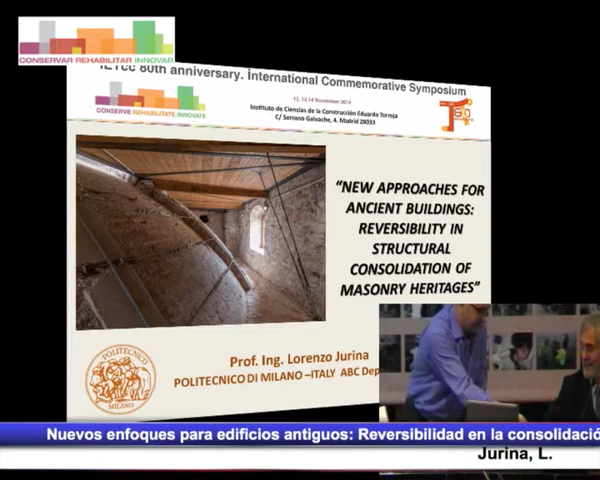 CONSERVAR REHABILITAR INNOVAR
IETcc 80th anniversary. International Commemorative Symposium
12, 13, 14 November 2014
CONSERVE REHABILITATE INNOVATE
Instituto de Ciencias de la Construcción Eduardo Torroja
C/ Serrano Galvache, 4. Madrid 28033
“NEW APPROACHES FOR
ANCIENT BUILDINGS:
REVERSIBILITY IN
STRUCTURAL
CONSOLIDATION OF
MASONRY HERITAGES”
POLITECNICO
MILANO
Prof. Ing. Lorenzo Jurina
POLITECNICO DI MILANO –ITALY ABC Dep
Nuevos enfoques para edificios antiguos: Reversibilidad en la consolidació
Jurina, L.